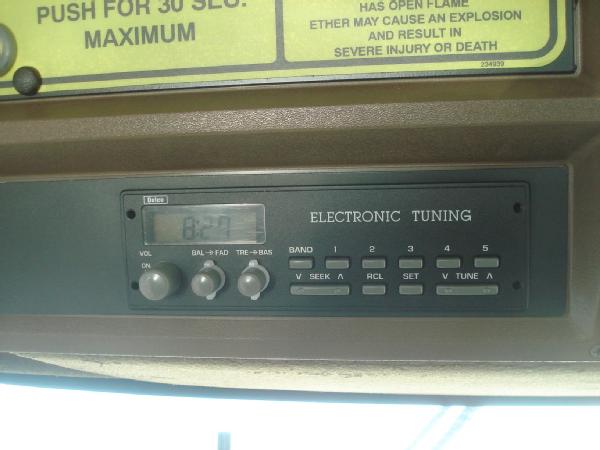 PUSH FOR 30 SEC.
MAXIMUM
HAS OPEN FLAME
ETHER MAY CAUSE AN EXPLOSION
AND RESULT IN
SEVERE INJURY OR DEATH
234939
Delco
8:27
ELECTRONIC TUNING
VOL
ON
BAL→FAD
TRE→BAS
BAND 1 2 3 4 5
V SEEK Λ RCL SET V TUNE Λ